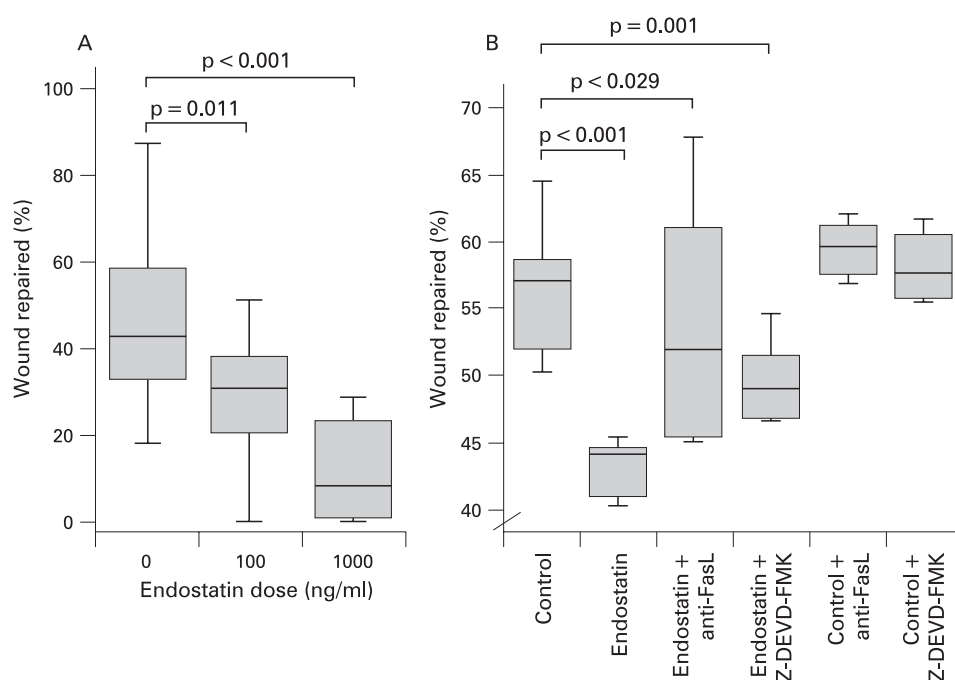 A
p < 0.001
p = 0.011
100
80
60
40
20
0
Wound repaired (%)
0 100 1000
Endostatin dose (ng/ml)
B
p = 0.001
p < 0.029
p < 0.001
70
65
60
55
50
45
40
Wound repaired (%)
Control
Endostatin
Endostatin +
anti-FasL
Endostatin +
Z-DEVD-FMK
Control +
anti-FasL
Control +
Z-DEVD-FMK